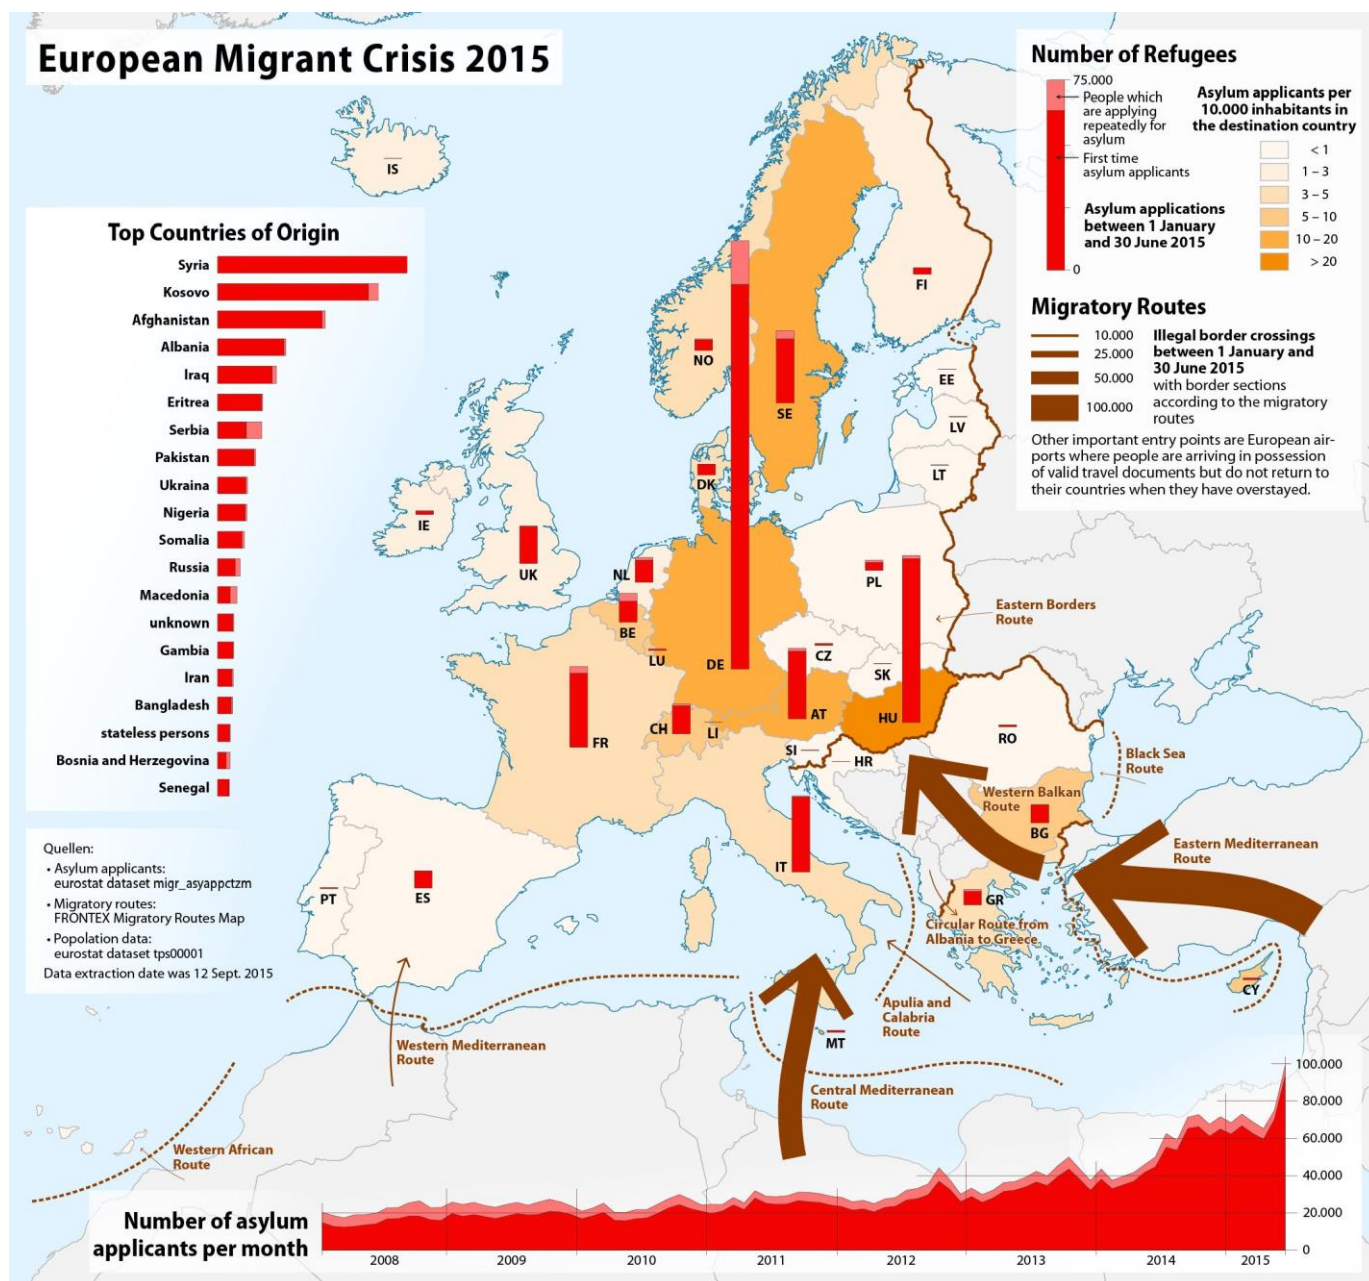 European Migrant Crisis 2015
Top Countries of Origin
Syria
Kosovo
Afghanistan
Albania
Iraq
Eritrea
Serbia
Pakistan
Ukraina
Nigeria
Somalia
Russia
Macedonia
unknown
Gambia
Iran
Bangladesh
stateless persons
Bosnia and Herzegovina
Senegal
Quellen:
• Asylum applicants:
eurostat dataset migr_asyappctzm
• Migratory routes:
FRONTEX Migratory Routes Map
• Popolation data:
eurostat dataset tps00001
Data extraction date was 12 Sept. 2015
Number of Refugees
75.000
People which
are applying
repeatedly for
asylum
First time
asylum applicants
Asylum applications
between 1 January
and 30 June 2015
0
Asylum applicants per
10.000 inhabitants in
the destination country
< 1
1 – 3
3 – 5
5 – 10
10 – 20
> 20
Migratory Routes
10.000
25.000
50.000
100.000
Illegal border crossings
between 1 January and
30 June 2015
with border sections
according to the migratory
routes
Other important entry points are European air-
ports where people are arriving in possession
of valid travel documents but do not return to
their countries when they have overstayed.
IS
FI
NO
SE
EE
LV
LT
DK
IE
UK
NL
BE
LU
DE
PL
CZ
SK
FR
CH
LI
AT
HU
SI
HR
RO
IT
BG
PT
ES
GR
CY
MT
Eastern Borders
Route
Black Sea
Route
Western Balkan
Route
Eastern Mediterranean
Route
Circular Route from
Albania to Greece
Apulia and
Calabria
Route
Western Mediterranean
Route
Central Mediterranean
Route
Western African
Route
Number of asylum
applicants per month
100.000
80.000
60.000
40.000
20.000
0
2008
2009
2010
2011
2012
2013
2014
2015